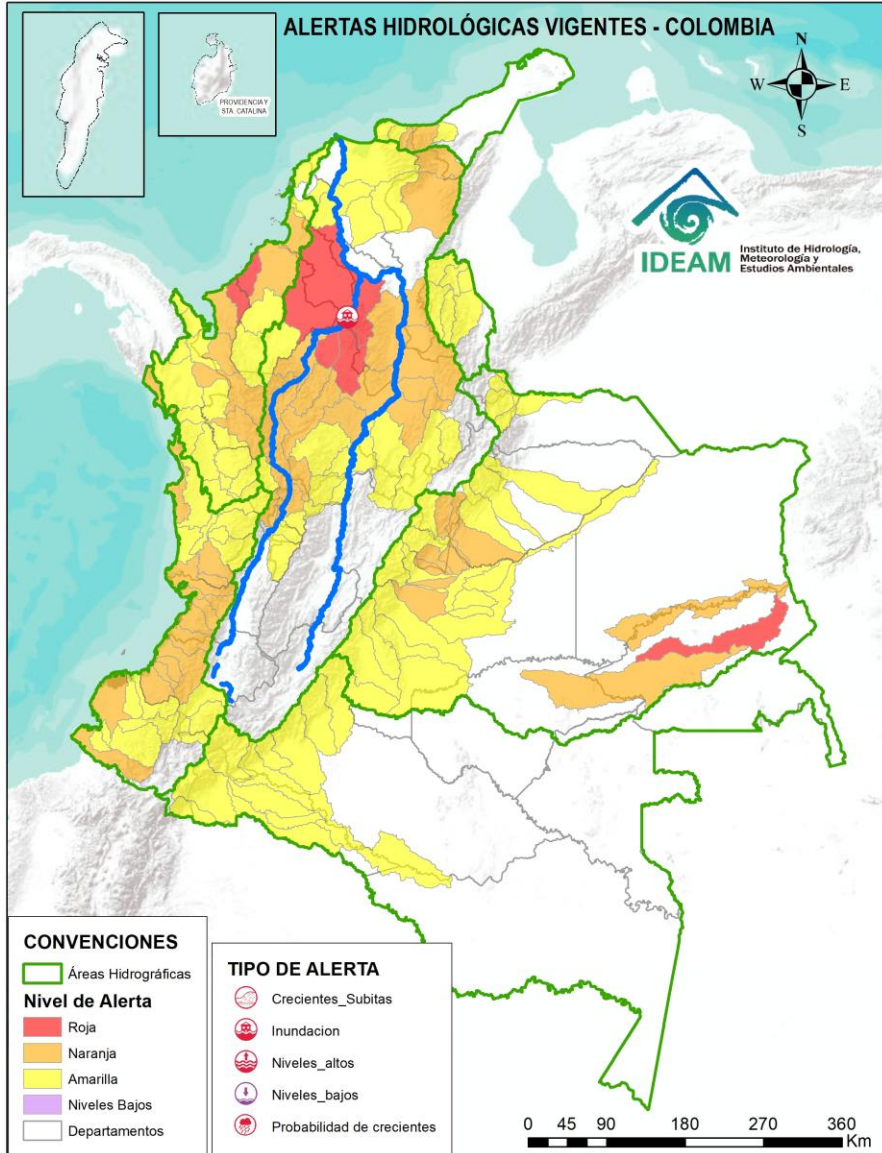 ALERTAS HIDROLÓGICAS VIGENTES - COLOMBIA
PROVIDENCIA Y
STA. CATALINA
N
W
E
S
IDEAM
Instituto de Hidrología,
Meteorología y
Estudios Ambientales
CONVENCIONES
Áreas Hidrográficas
Nivel de Alerta
Roja
Naranja
Amarilla
Niveles Bajos
Departamentos
TIPO DE ALERTA
Crecientes_Subitas
Inundacion
Niveles_altos
Niveles_bajos
Probabilidad de crecientes
0 45 90 180 270 360
Km